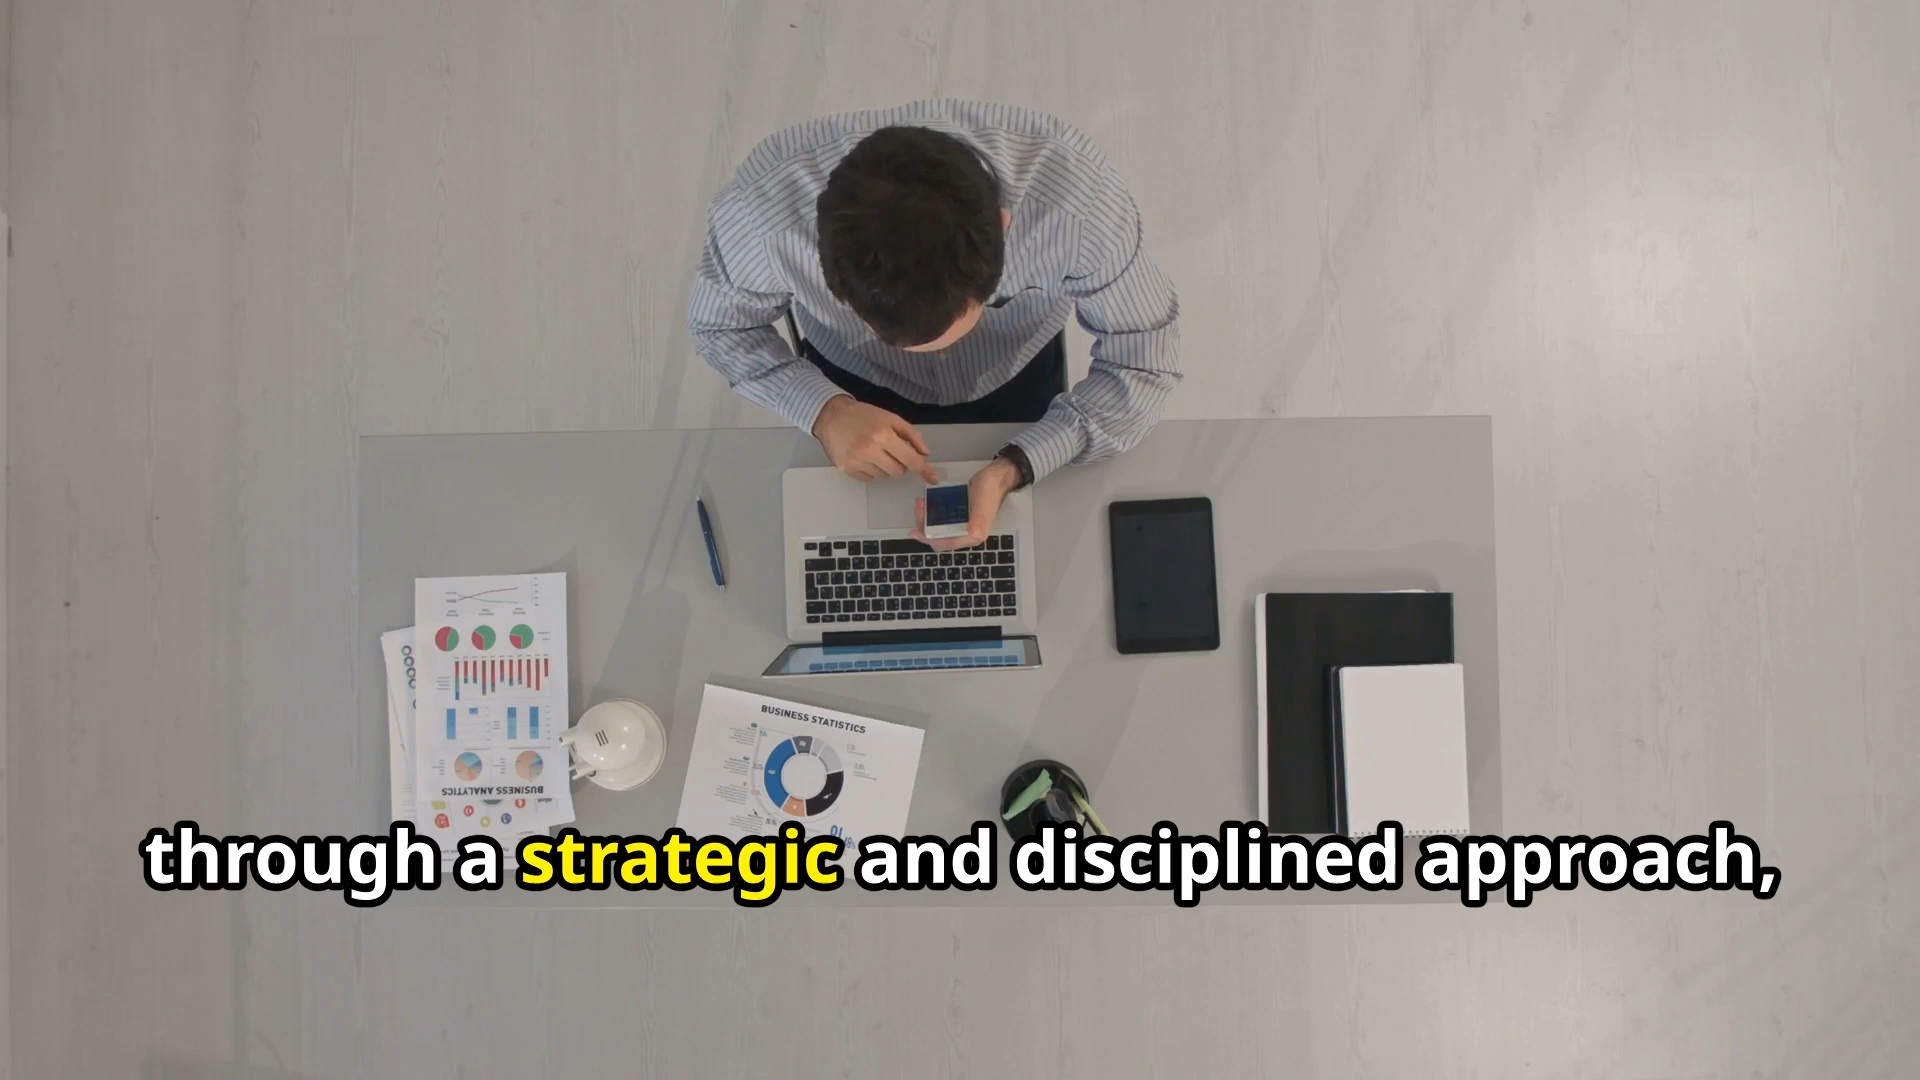 BUSINESS STATISTICS
BUSINESS ANALYTICS
through a strategic and disciplined approach,